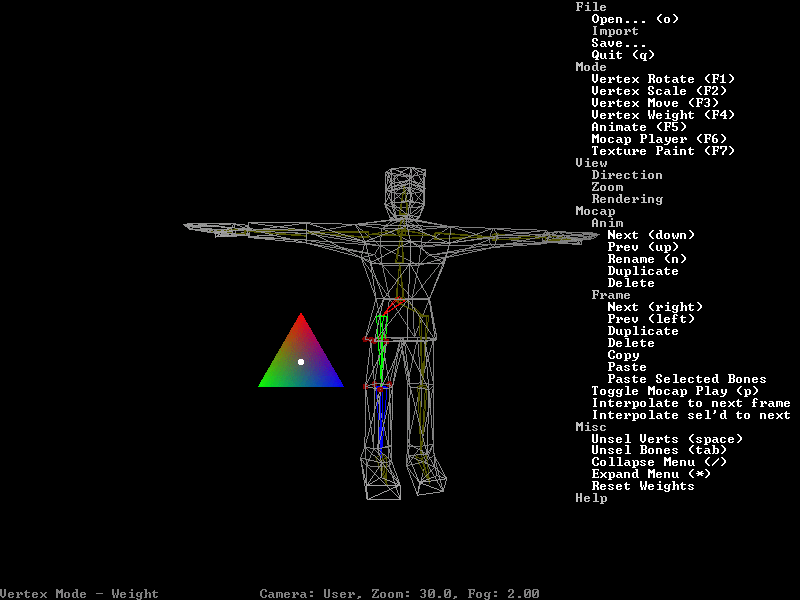 File
Open... (o)
Import
Save...
Quit (q)
Mode
Vertex Rotate (F1)
Vertex Scale (F2)
Vertex Move (F3)
Vertex Weight (F4)
Animate (F5)
Mocap Player (F6)
Texture Paint (F7)
View
Direction
Zoom
Rendering
Mocap
Anim
Next (down)
Prev (up)
Rename (n)
Duplicate
Delete
Frame
Next (right)
Prev (left)
Duplicate
Delete
Copy
Paste
Paste Selected Bones
Toggle Mocap Play (p)
Interpolate to next frame
Interpolate sel'd to next
Misc
Unsel Verts (space)
Unsel Bones (tab)
Collapse Menu (/)
Expand Menu (*)
Reset Weights
Help
Vertex Mode - Weight
Camera: User, Zoom: 30.0, Fog: 2.00